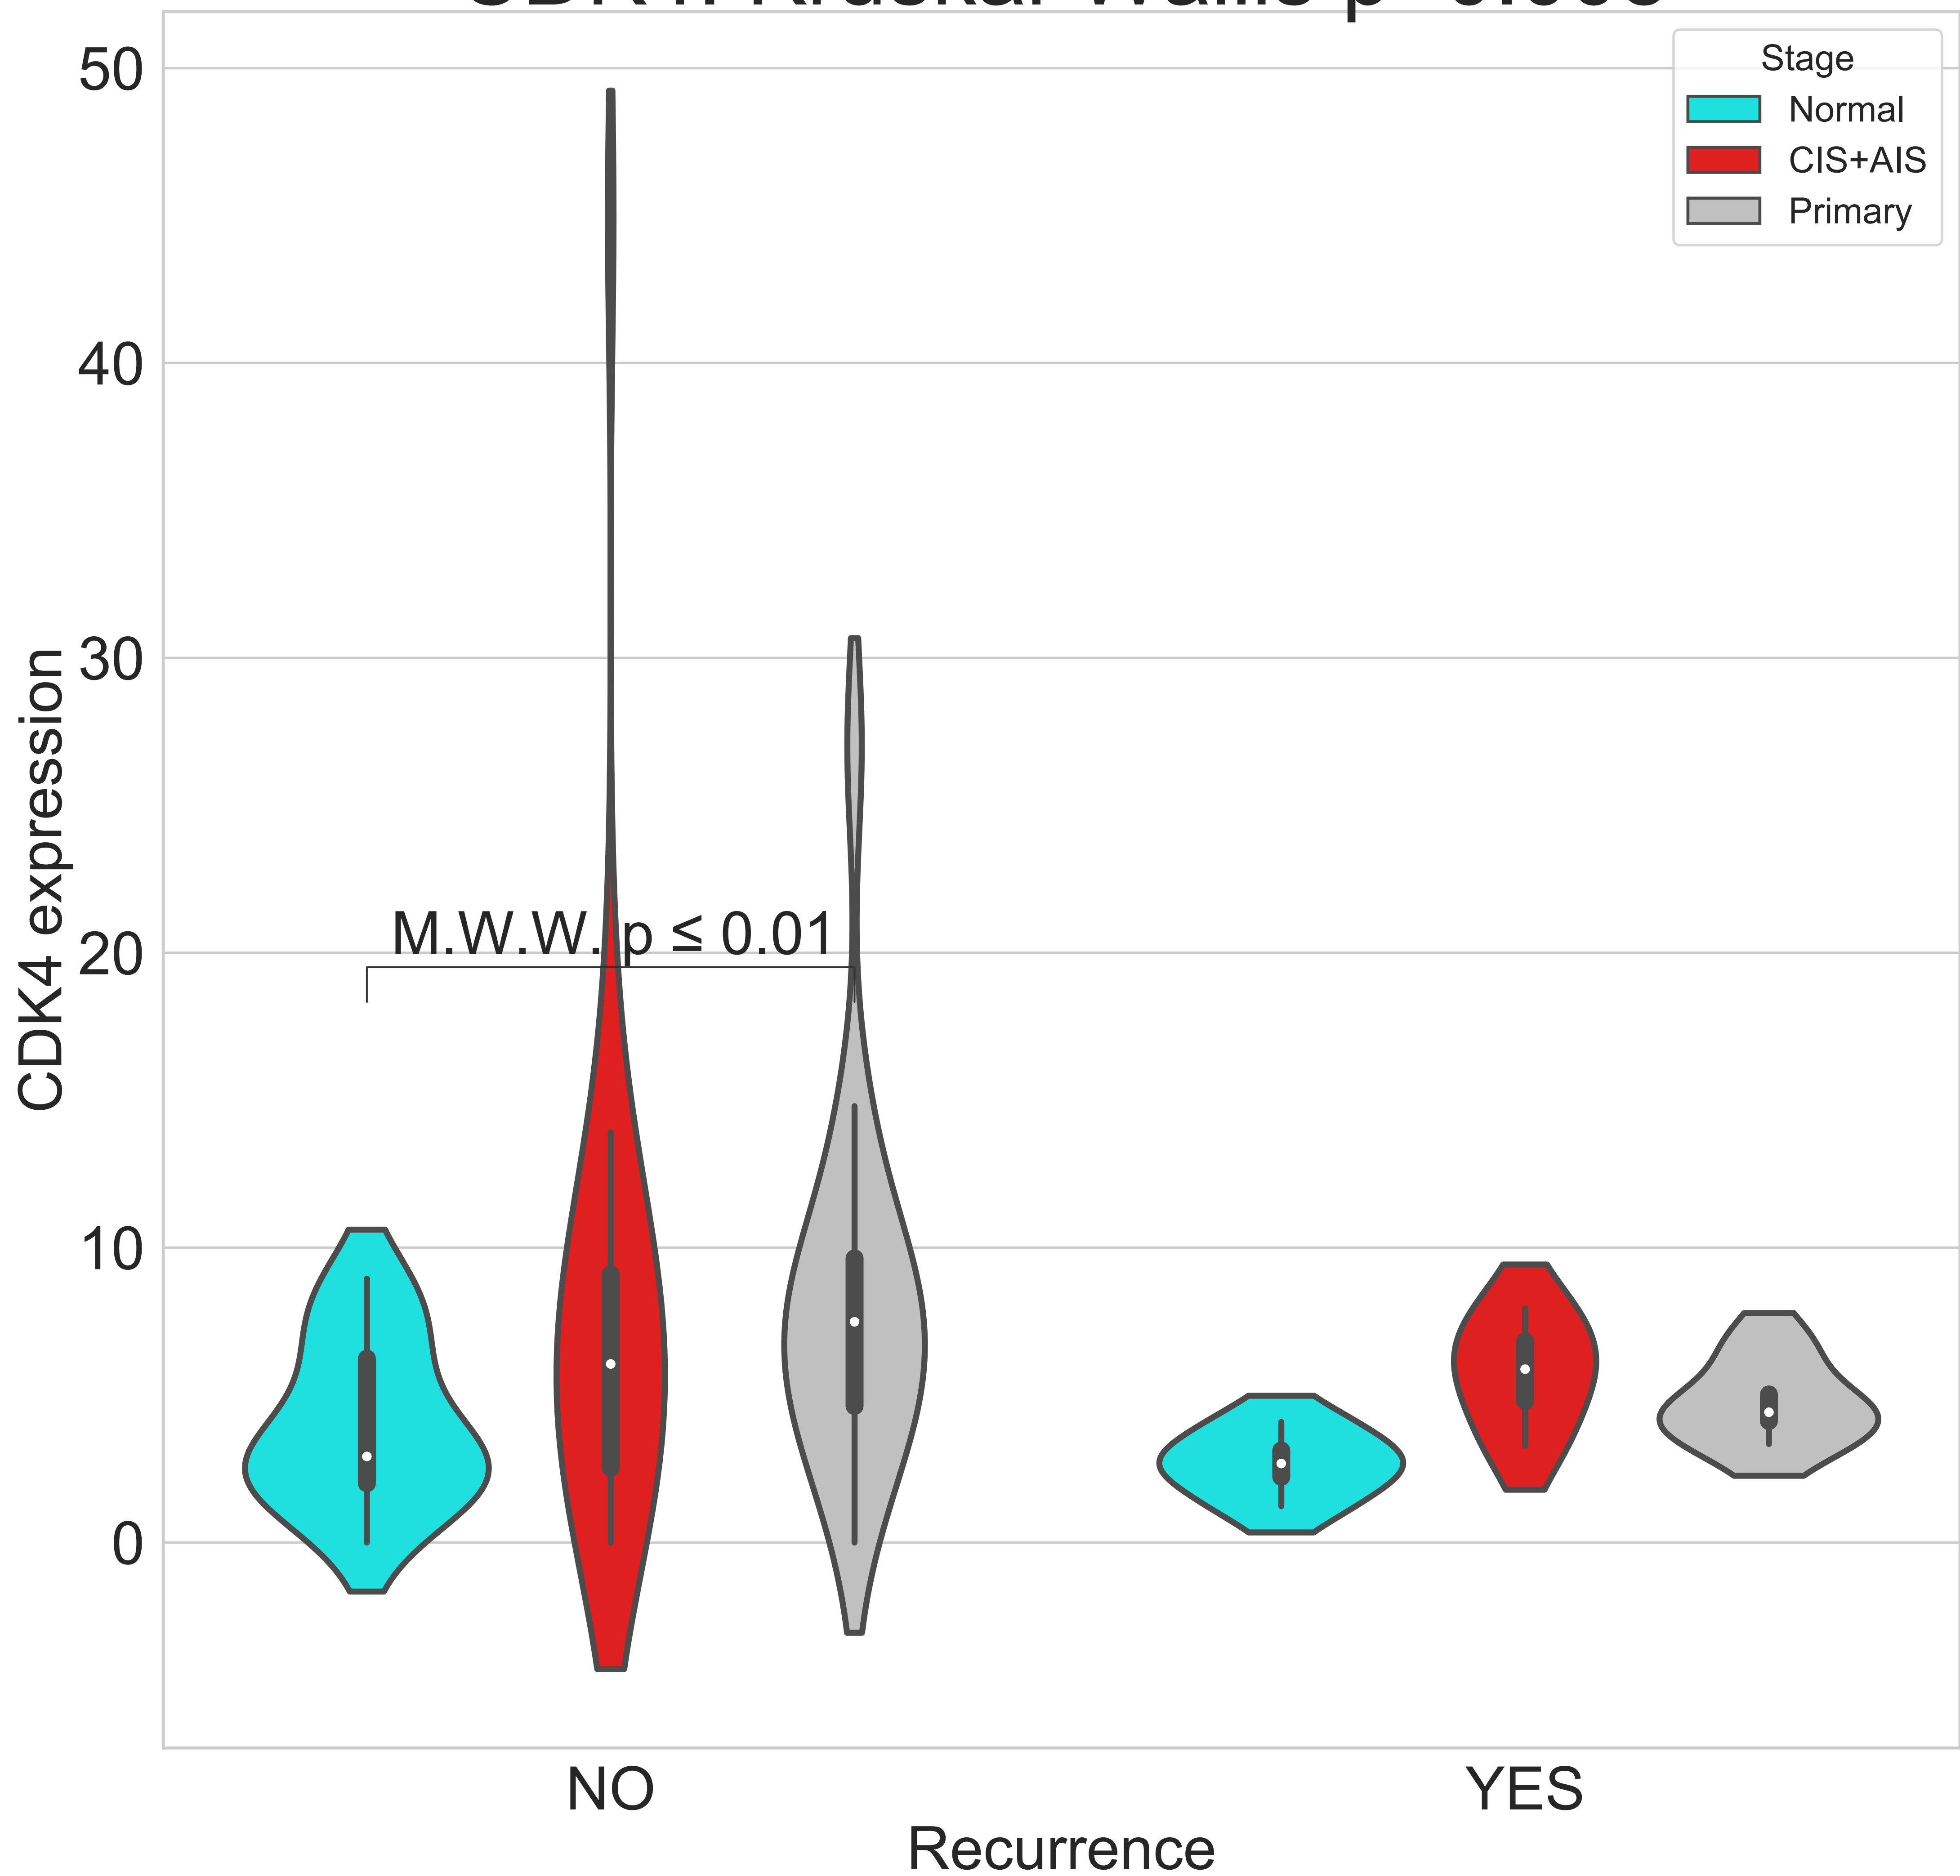 50
40
30
20
10
0
CDK4 expression
Stage
Normal
CIS+AIS
Primary
M.W.W. p ≤ 0.01
NO
YES
Recurrence